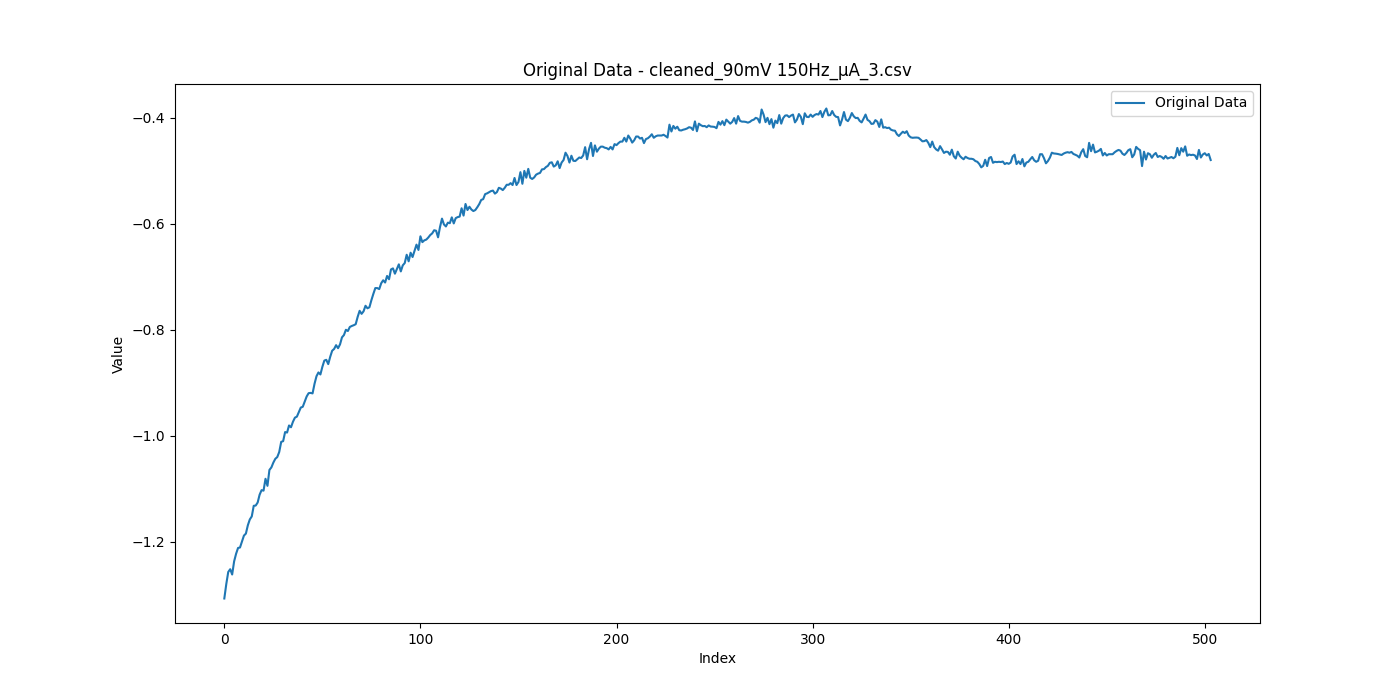 Original Data - cleaned_90mV 150Hz_μA_3.csv
Original Data
−0.4
−0.6
−0.8
−1.0
−1.2
Value
0 100 200 300 400 500
Index